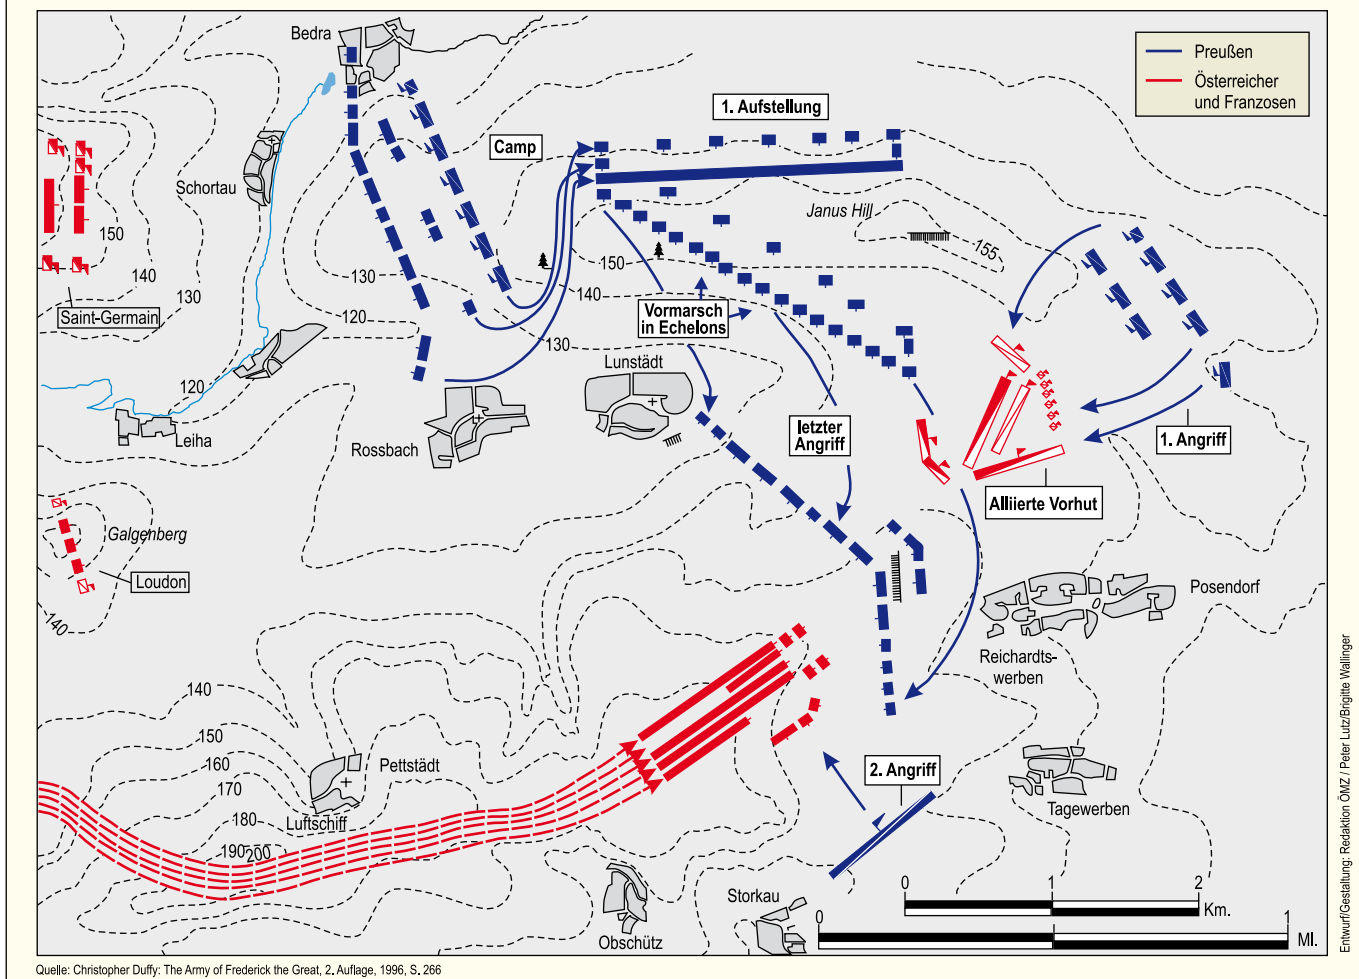 Bedra
Preußen
Österreicher
und Franzosen
1. Aufstellung
Camp
Schortau
Janus Hill
155
150
140
130
150
140
130
130
120
120
Saint-Germain
Vormarsch
in Echelons
Lunstädt
Leiha
Rossbach
letzter
Angriff
1. Angriff
Alliierte Vorhut
Galgenberg
Loudon
140
Posendorf
Reichardts-
werben
140
150
160
170
180
190
200
Pettstädt
Luftschiff
2. Angriff
Tagewerben
Storkau
Obschütz
0 1 2
Km.
0 1
Ml.
Entwurf/Gestaltung: Redaktion ÖMZ / Peter Lutz/Brigitte Wallinger
Quelle: Christopher Duffy: The Army of Frederick the Great, 2. Auflage, 1996, S. 266